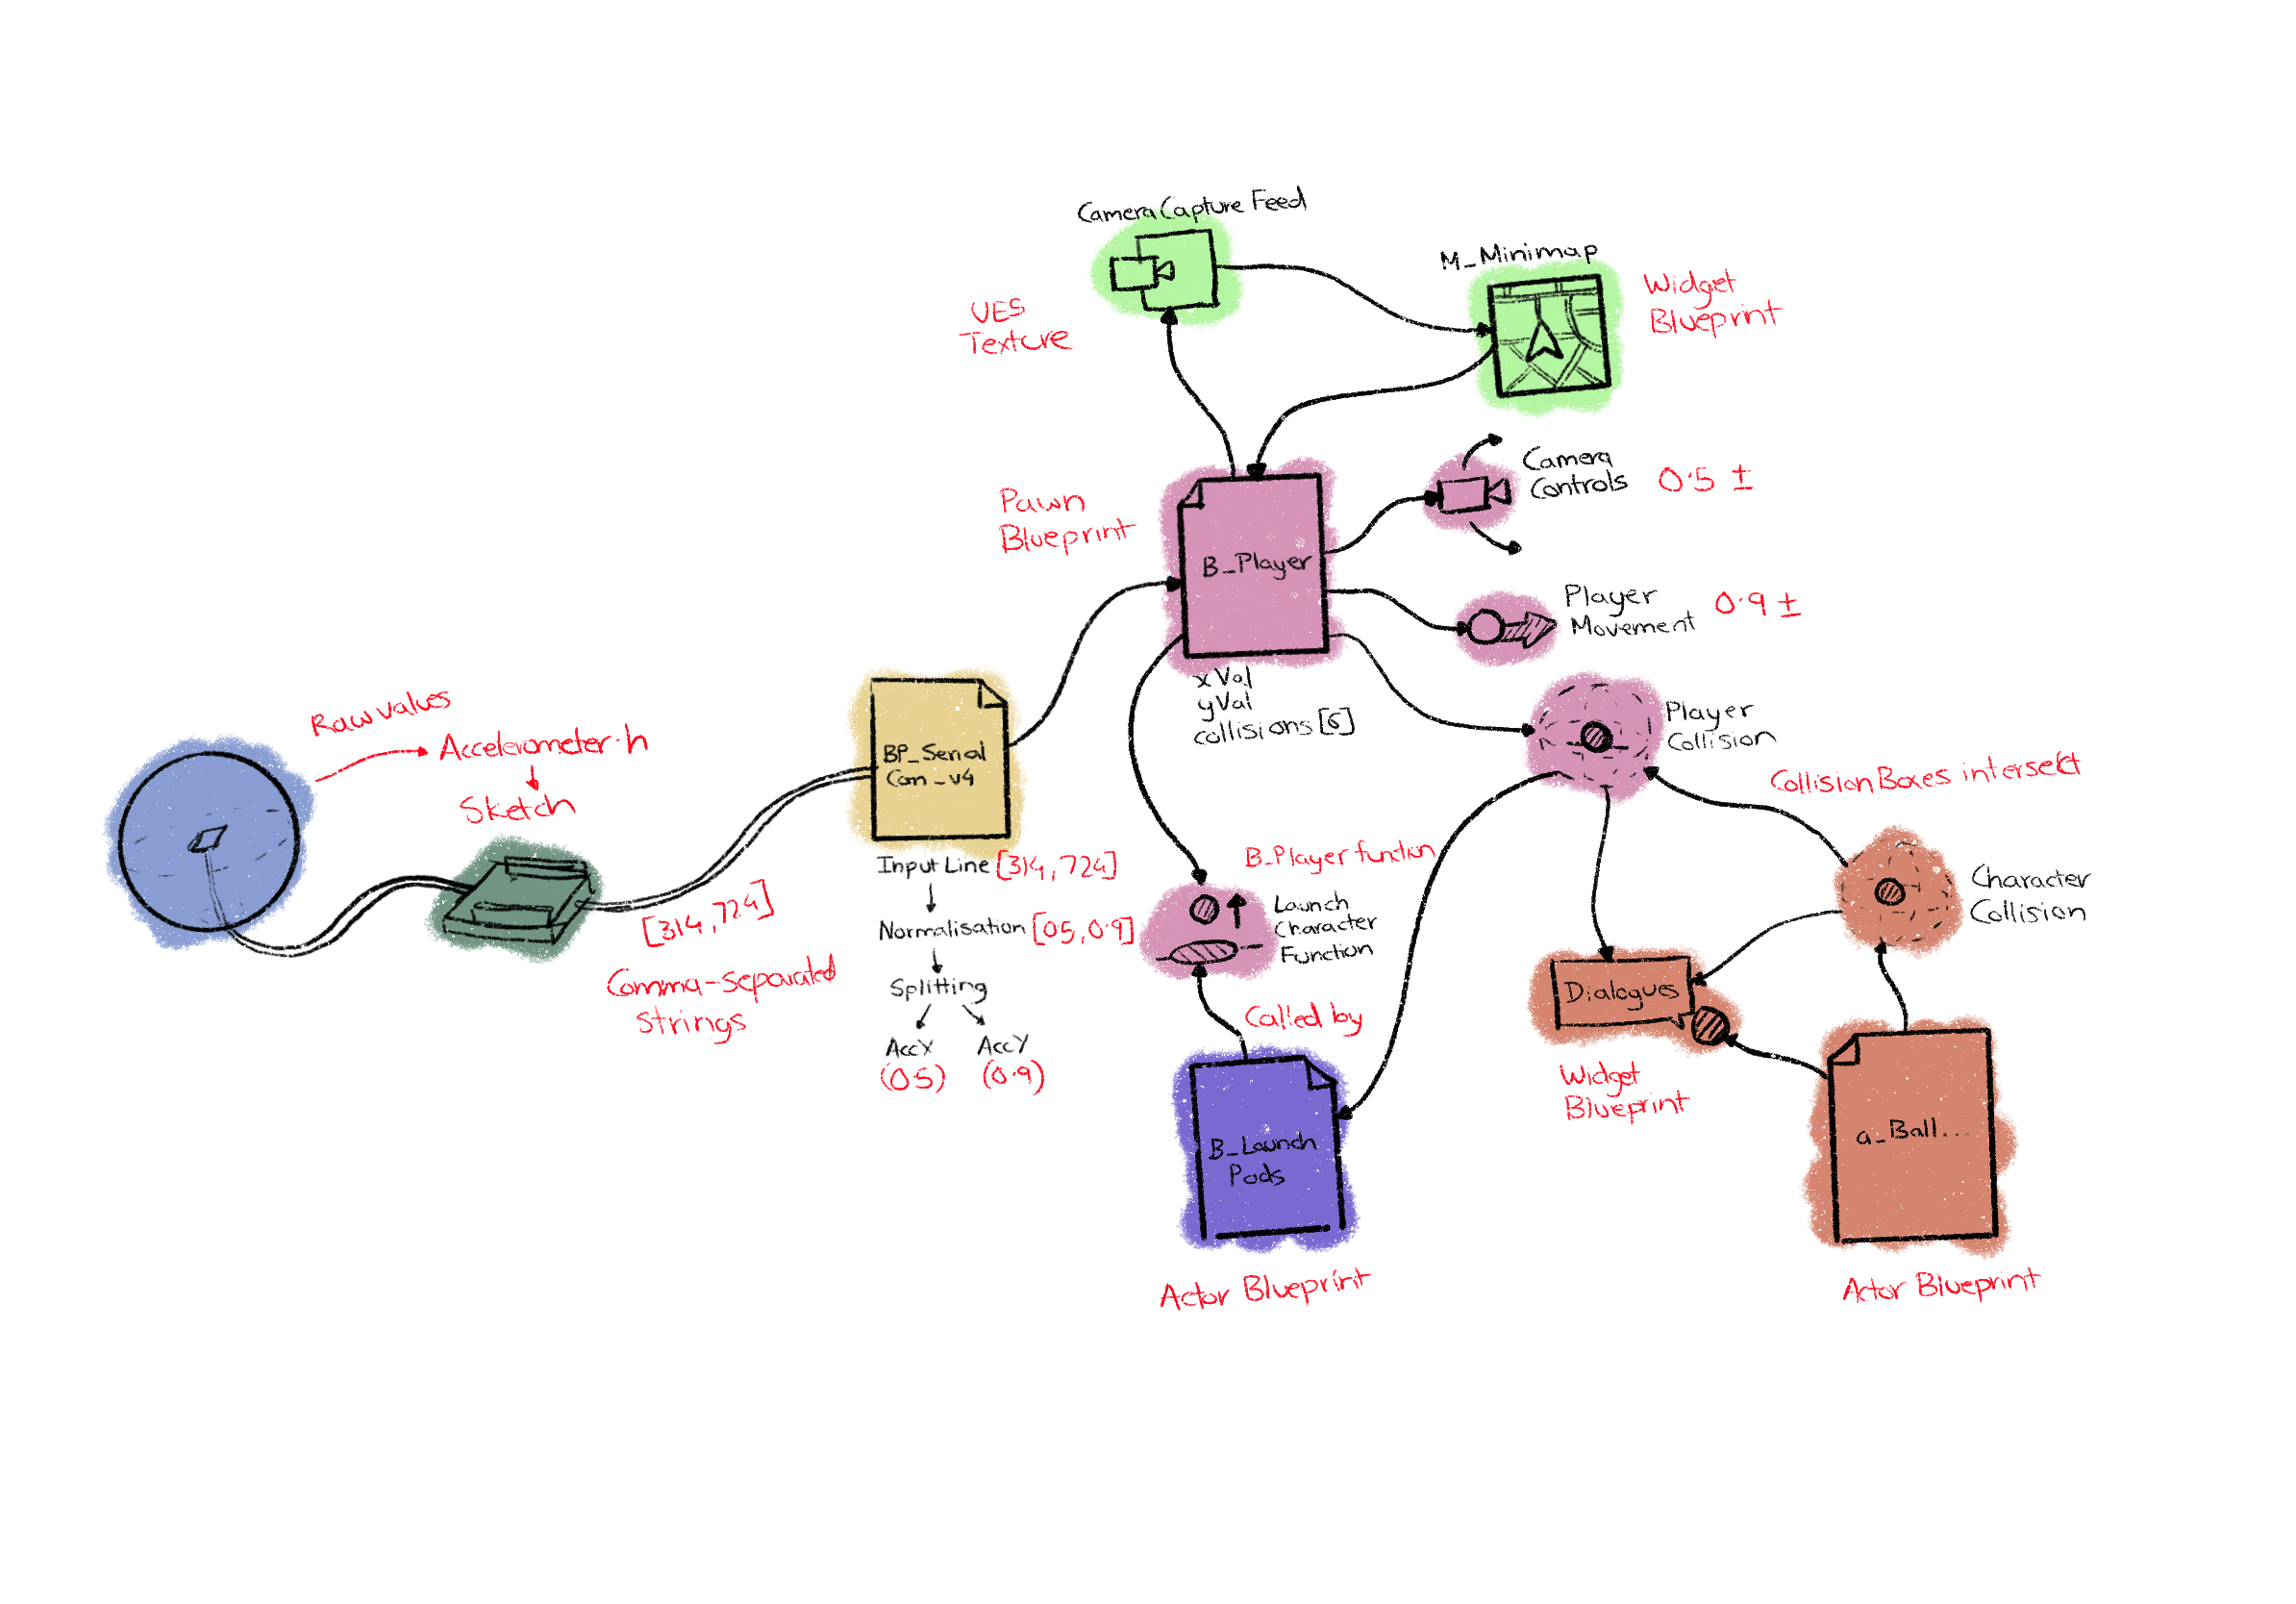 Camera Capture Feed
M_Minimap
Widget
Blueprint
UE5
Texture
Camera
Controls
0.5 ±
Pawn
Blueprint
B_Player
Player
Movement
0.9 ±
xVal
yVal
collisions [6]
Player
Collision
Raw values
Accelerometer.h
Sketch
BP_Serial
Com_v4
Collision Boxes intersect
Input Line [314, 724]
B_Player function
Character
Collision
[314, 724]
Normalisation [05, 0.9]
Launch
Character
Function
Comma-separated
strings
Splitting
Dialogues
Called by
AccX
AccY
(0.5)
(0.9)
Widget
Blueprint
B_Launch
Pads
a_Ball...
Actor Blueprint
Actor Blueprint